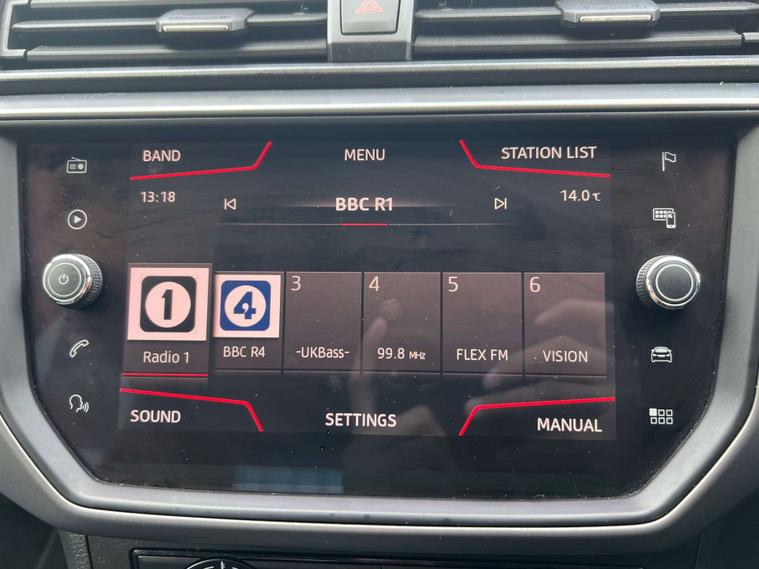 BAND MENU STATION LIST
13:18 BBC R1 14.0 °C
1 4 3 4 5 6
Radio 1 BBC R4 -UKBass- 99.8 MHz FLEX FM VISION
SOUND SETTINGS MANUAL